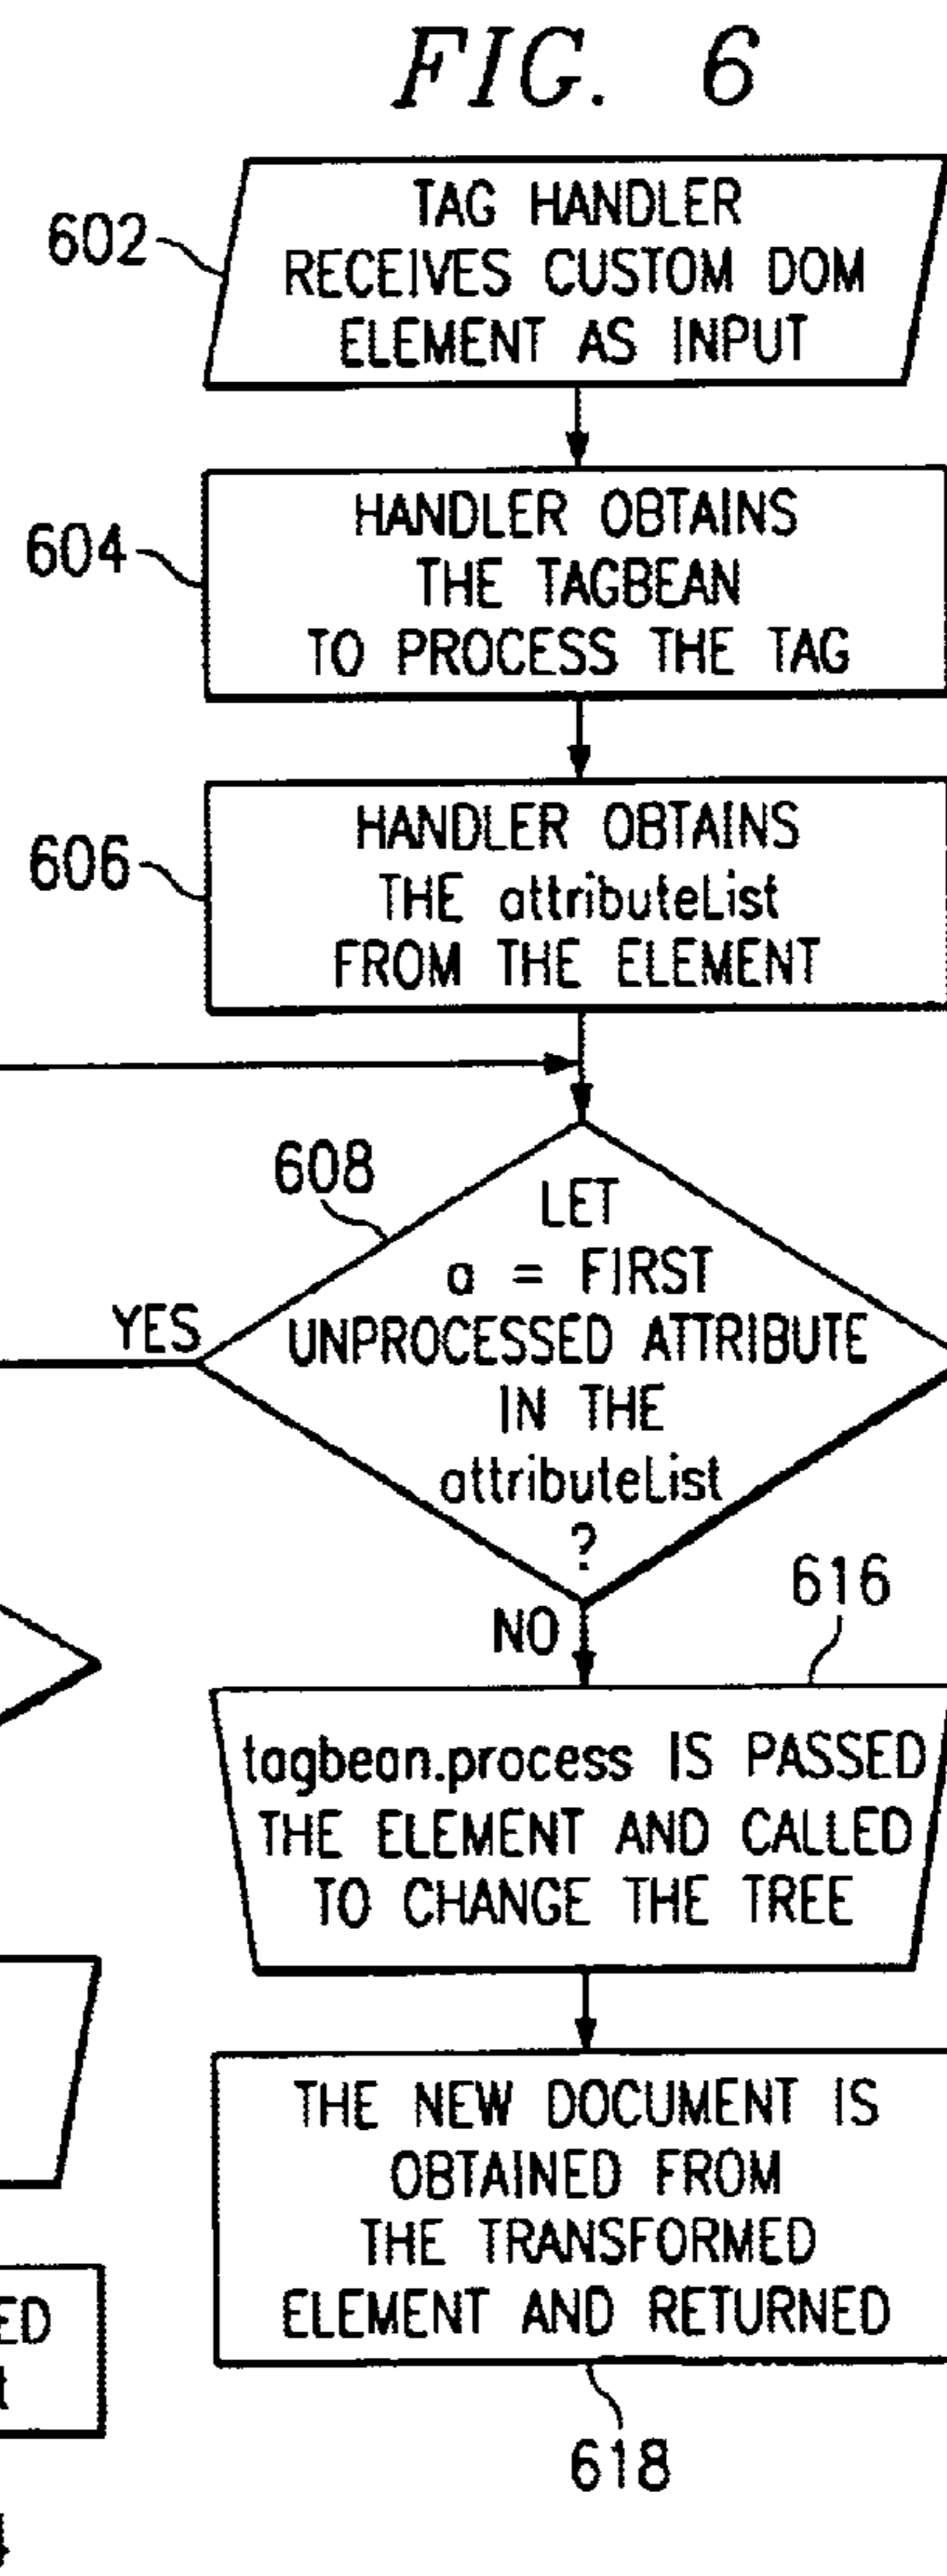 FIG. 6
602
TAG HANDLER
RECEIVES CUSTOM DOM
ELEMENT AS INPUT
604
HANDLER OBTAINS
THE TAGBEAN
TO PROCESS THE TAG
606
HANDLER OBTAINS
THE attributeList
FROM THE ELEMENT
608
LET
a = FIRST
UNPROCESSED ATTRIBUTE
IN THE
attributeList
?
YES
NO
616
tagbean.process IS PASSED
THE ELEMENT AND CALLED
TO CHANGE THE TREE
THE NEW DOCUMENT IS
OBTAINED FROM
THE TRANSFORMED
ELEMENT AND RETURNED
618